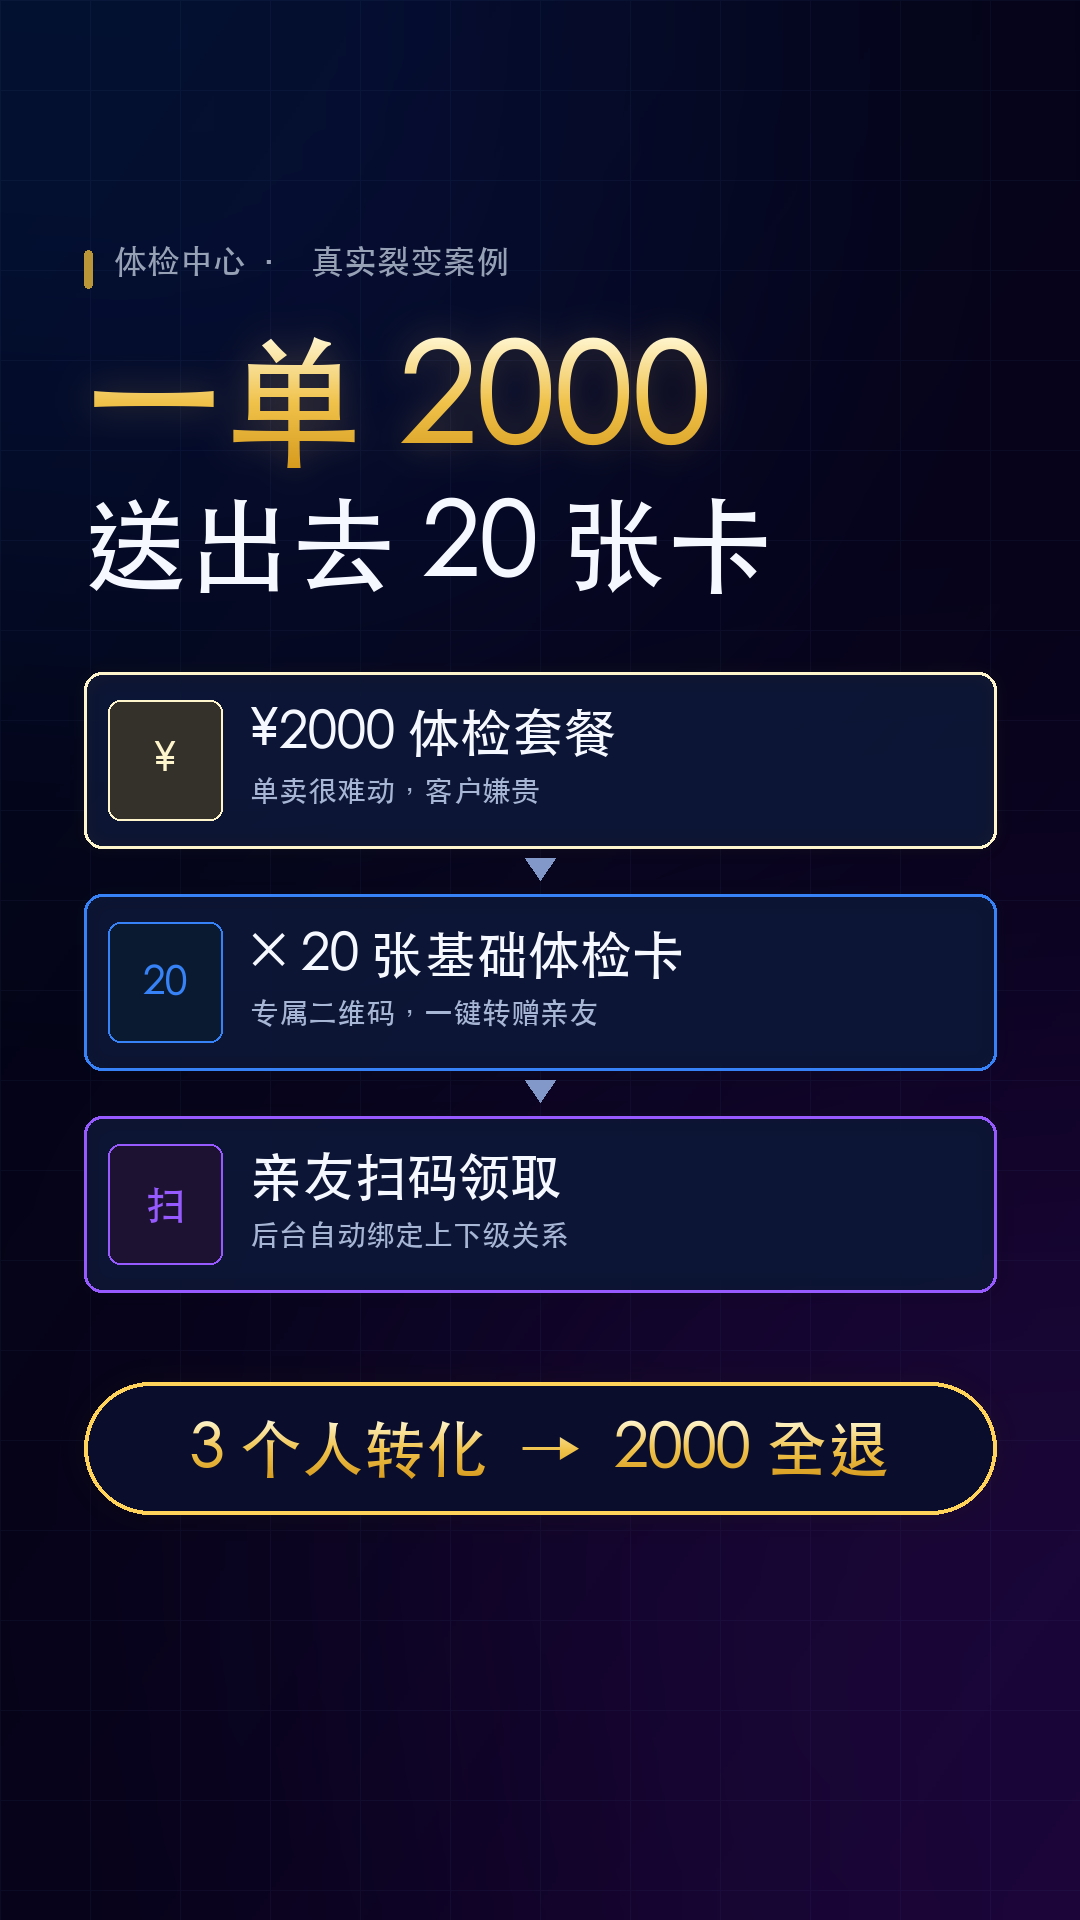 体检中心 · 真实裂变案例
一单 2000
送出去 20 张卡
¥
¥2000 体检套餐
单卖很难动，客户嫌贵
20
× 20 张基础体检卡
专属二维码，一键转赠亲友
扫
亲友扫码领取
后台自动绑定上下级关系
3 个人转化 → 2000 全退